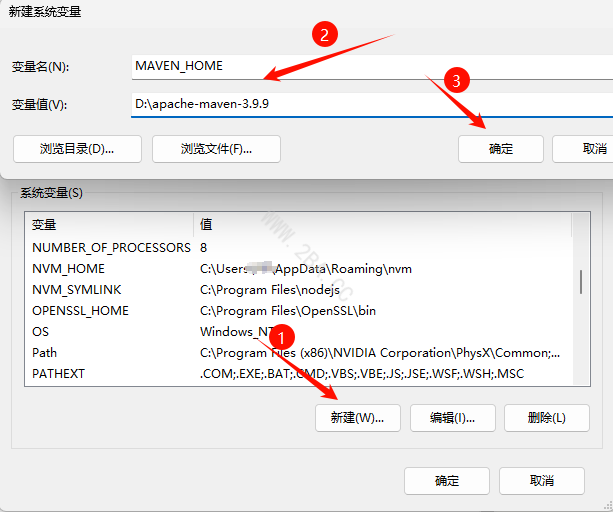 新建系统变量
2
变量名(N):
MAVEN_HOME
3
变量值(V):
D:\apache-maven-3.9.9
浏览目录(D)...
浏览文件(F)...
确定
取消
系统变量(S)
变量 值
NUMBER_OF_PROCESSORS 8
NVM_HOME C:\Users\ \AppData\Roaming\nvm
NVM_SYMLINK C:\Program Files\nodejs
OPENSSL_HOME C:\Program Files\OpenSSL\bin
OS Windows_NT
1
Path C:\Program Files (x86)\NVIDIA Corporation\PhysX\Common;...
PATHEXT .COM;.EXE;.BAT;.CMD;.VBS;.VBE;.JS;.JSE;.WSF;.WSH;.MSC
新建(W)...
编辑(I)...
删除(L)
确定
取消